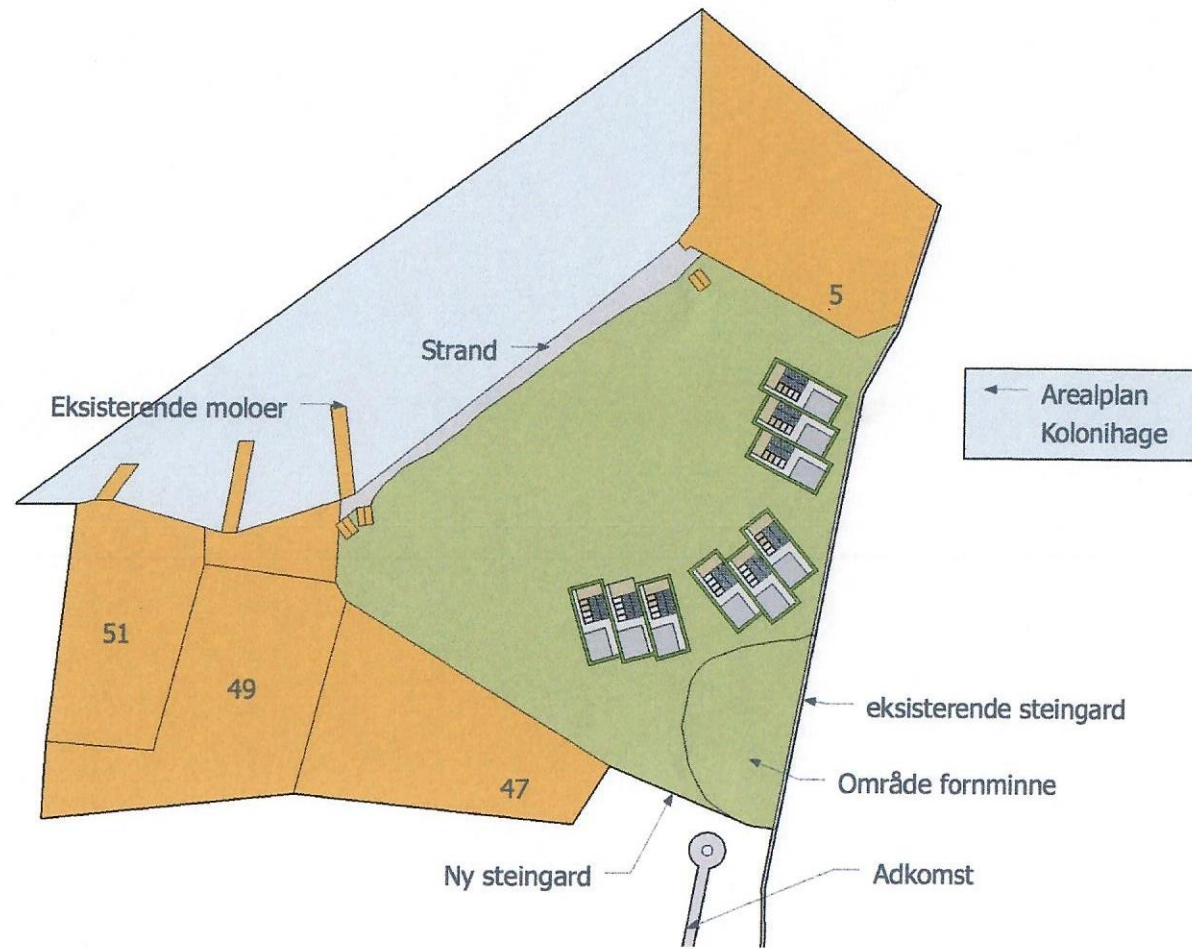 5
Strand
Eksisterende moloer
Arealplan
Kolonihage
51
49
eksisterende steingard
Område fornminne
47
Ny steingard
Adkomst